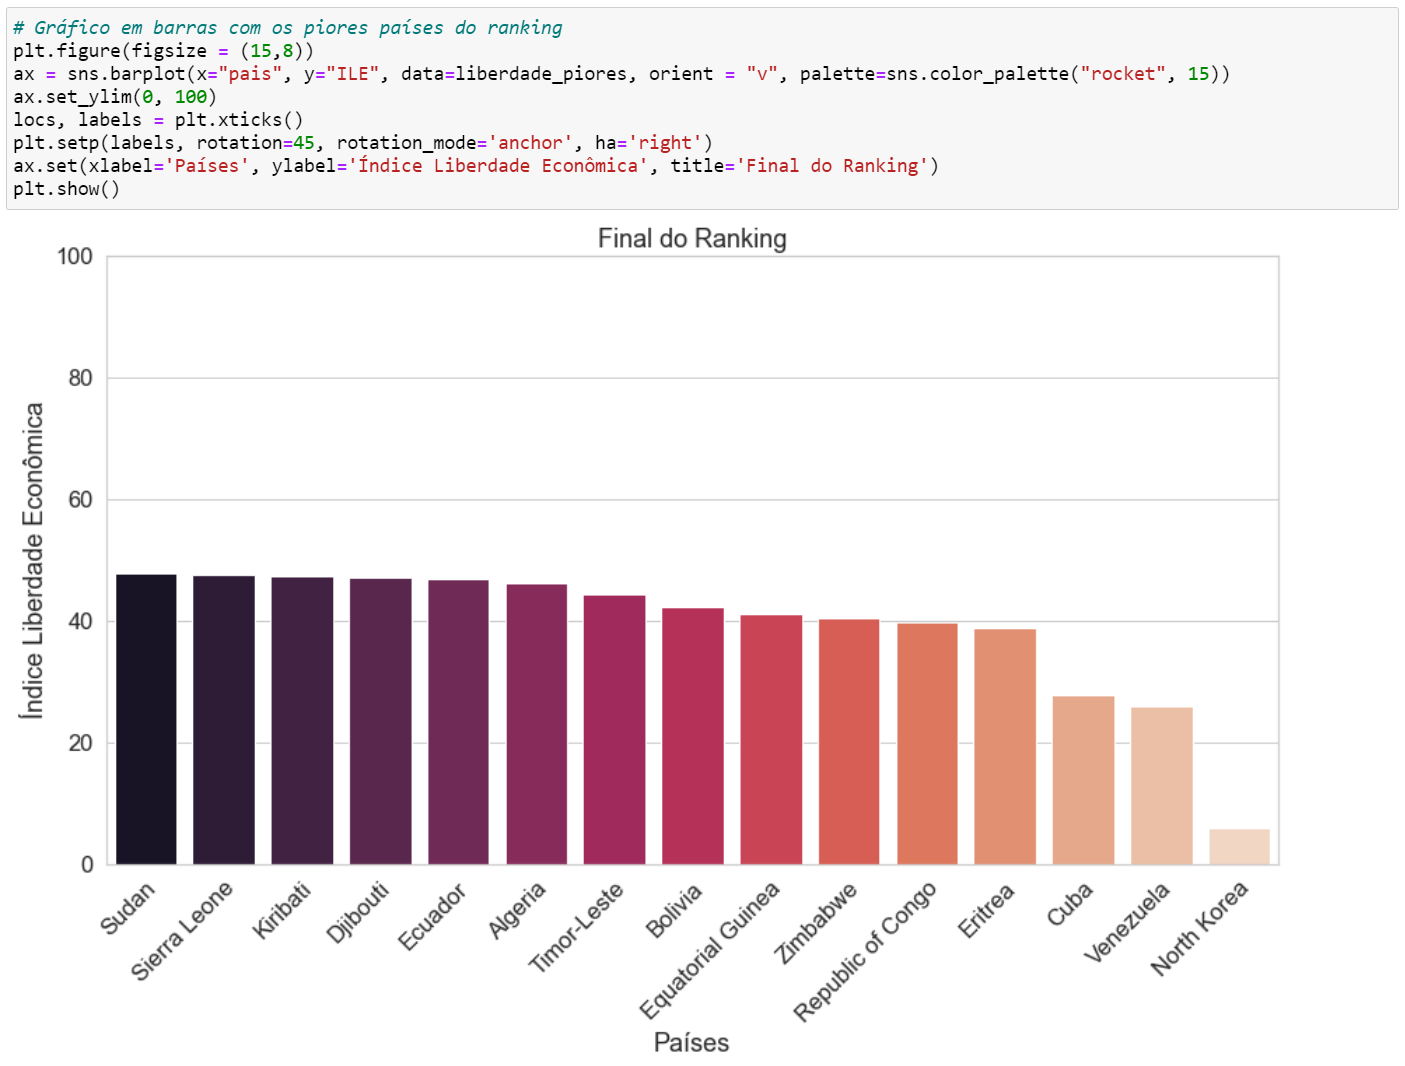 # Gráfico em barras com os piores países do ranking
plt.figure(figsize = (15,8))
ax = sns.barplot(x="pais", y="ILE", data=liberdade_piores, orient = "v", palette=sns.color_palette("rocket", 15))
ax.set_ylim(0, 100)
locs, labels = plt.xticks()
plt.setp(labels, rotation=45, rotation_mode='anchor', ha='right')
ax.set(xlabel='Países', ylabel='Índice Liberdade Econômica', title='Final do Ranking')
plt.show()
Final do Ranking
100
80
60
40
20
0
Índice Liberdade Econômica
Sudan
Sierra Leone
Kiribati
Djibouti
Ecuador
Algeria
Timor-Leste
Bolivia
Equatorial Guinea
Zimbabwe
Republic of Congo
Eritrea
Cuba
Venezuela
North Korea
Países